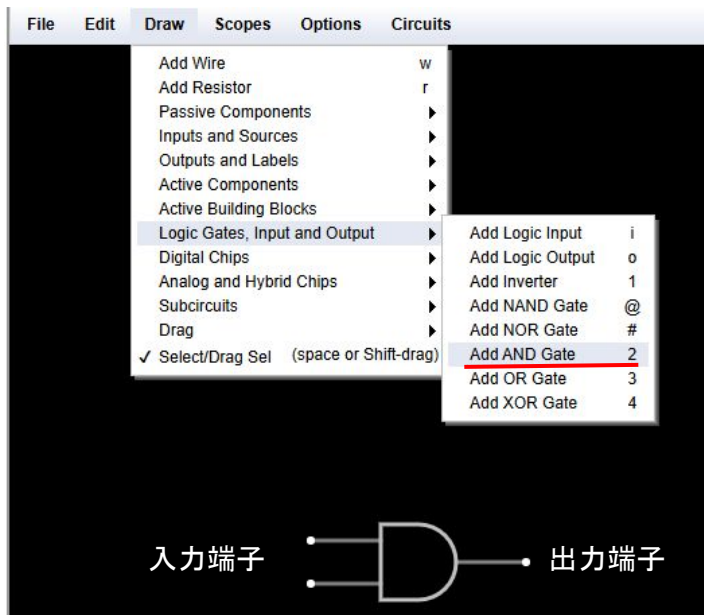 File Edit Draw Scopes Options Circuits
Add Wire w
Add Resistor r
Passive Components
Inputs and Sources
Outputs and Labels
Active Components
Active Building Blocks
Logic Gates, Input and Output
Digital Chips
Analog and Hybrid Chips
Subcircuits
Drag
✓ Select/Drag Sel (space or Shift-drag)
Add Logic Input i
Add Logic Output o
Add Inverter 1
Add NAND Gate @
Add NOR Gate #
Add AND Gate 2
Add OR Gate 3
Add XOR Gate 4
入力端子
出力端子